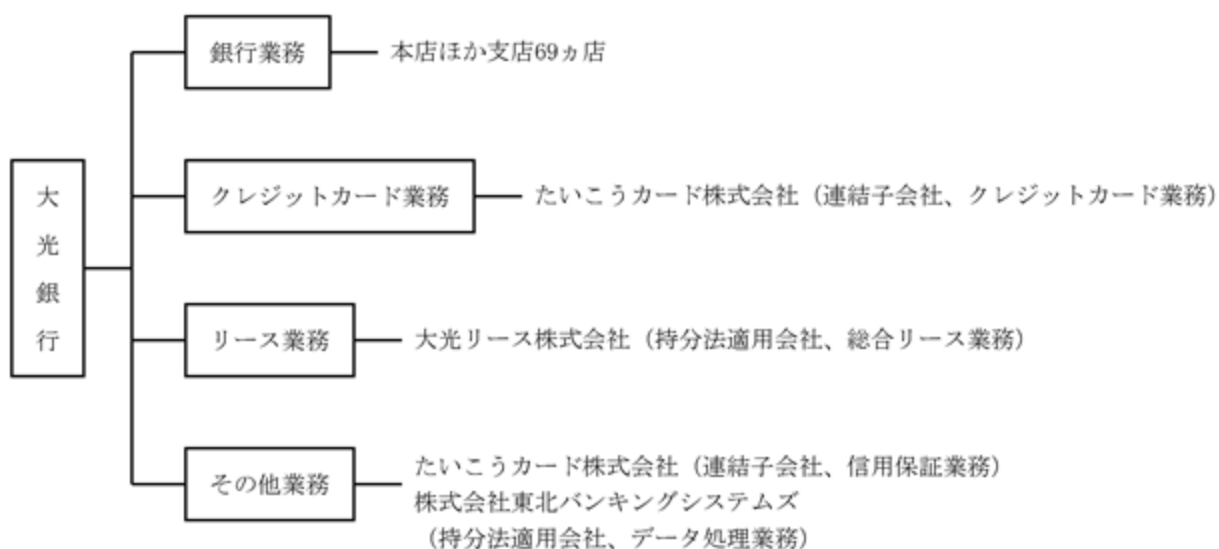 大光銀行
銀行業務
本店ほか支店69ヵ店
クレジットカード業務
たいこうカード株式会社（連結子会社、クレジットカード業務）
リース業務
大光リース株式会社（持分法適用会社、総合リース業務）
その他業務
たいこうカード株式会社（連結子会社、信用保証業務）
株式会社東北バンキングシステムズ
（持分法適用会社、データ処理業務）